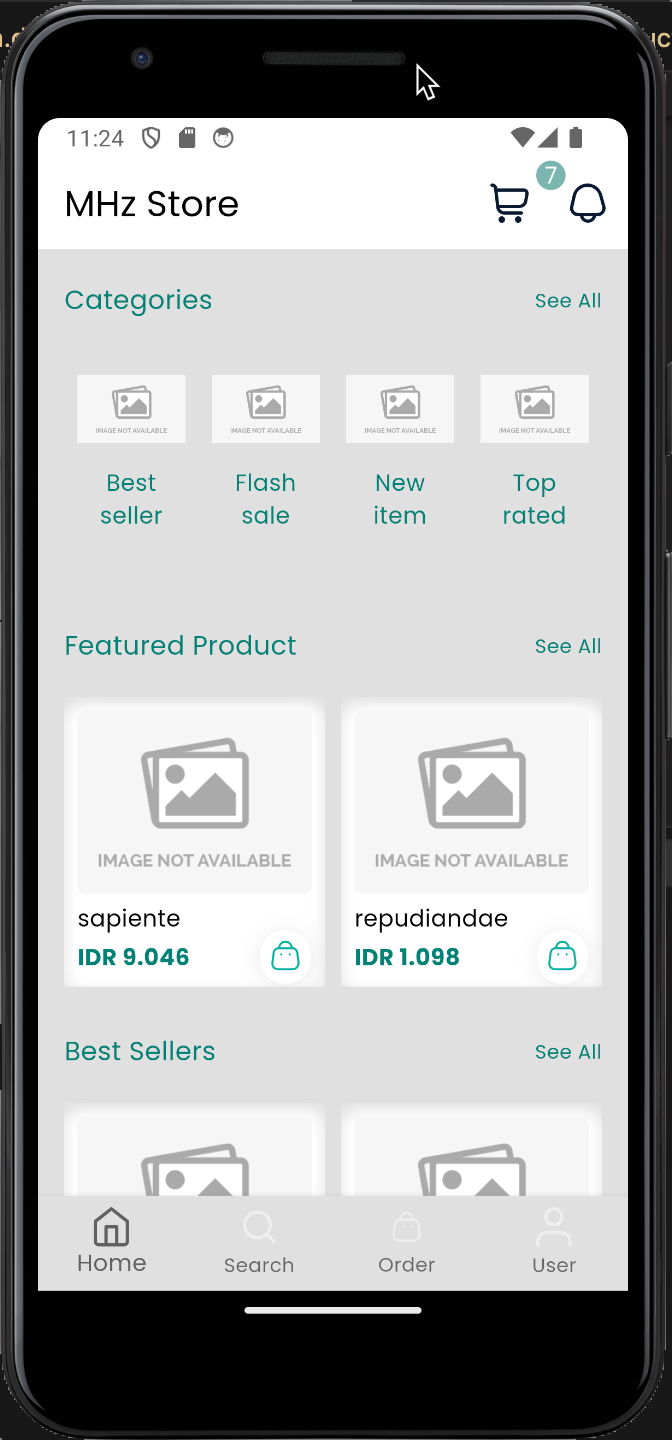 11:24
7
MHz Store
Categories
See All
IMAGE NOT AVAILABLE
IMAGE NOT AVAILABLE
IMAGE NOT AVAILABLE
IMAGE NOT AVAILABLE
Best
seller
Flash
sale
New
item
Top
rated
Featured Product
See All
IMAGE NOT AVAILABLE
IMAGE NOT AVAILABLE
sapiente
IDR 9.046
repudiandae
IDR 1.098
Best Sellers
See All
Home
Search
Order
User